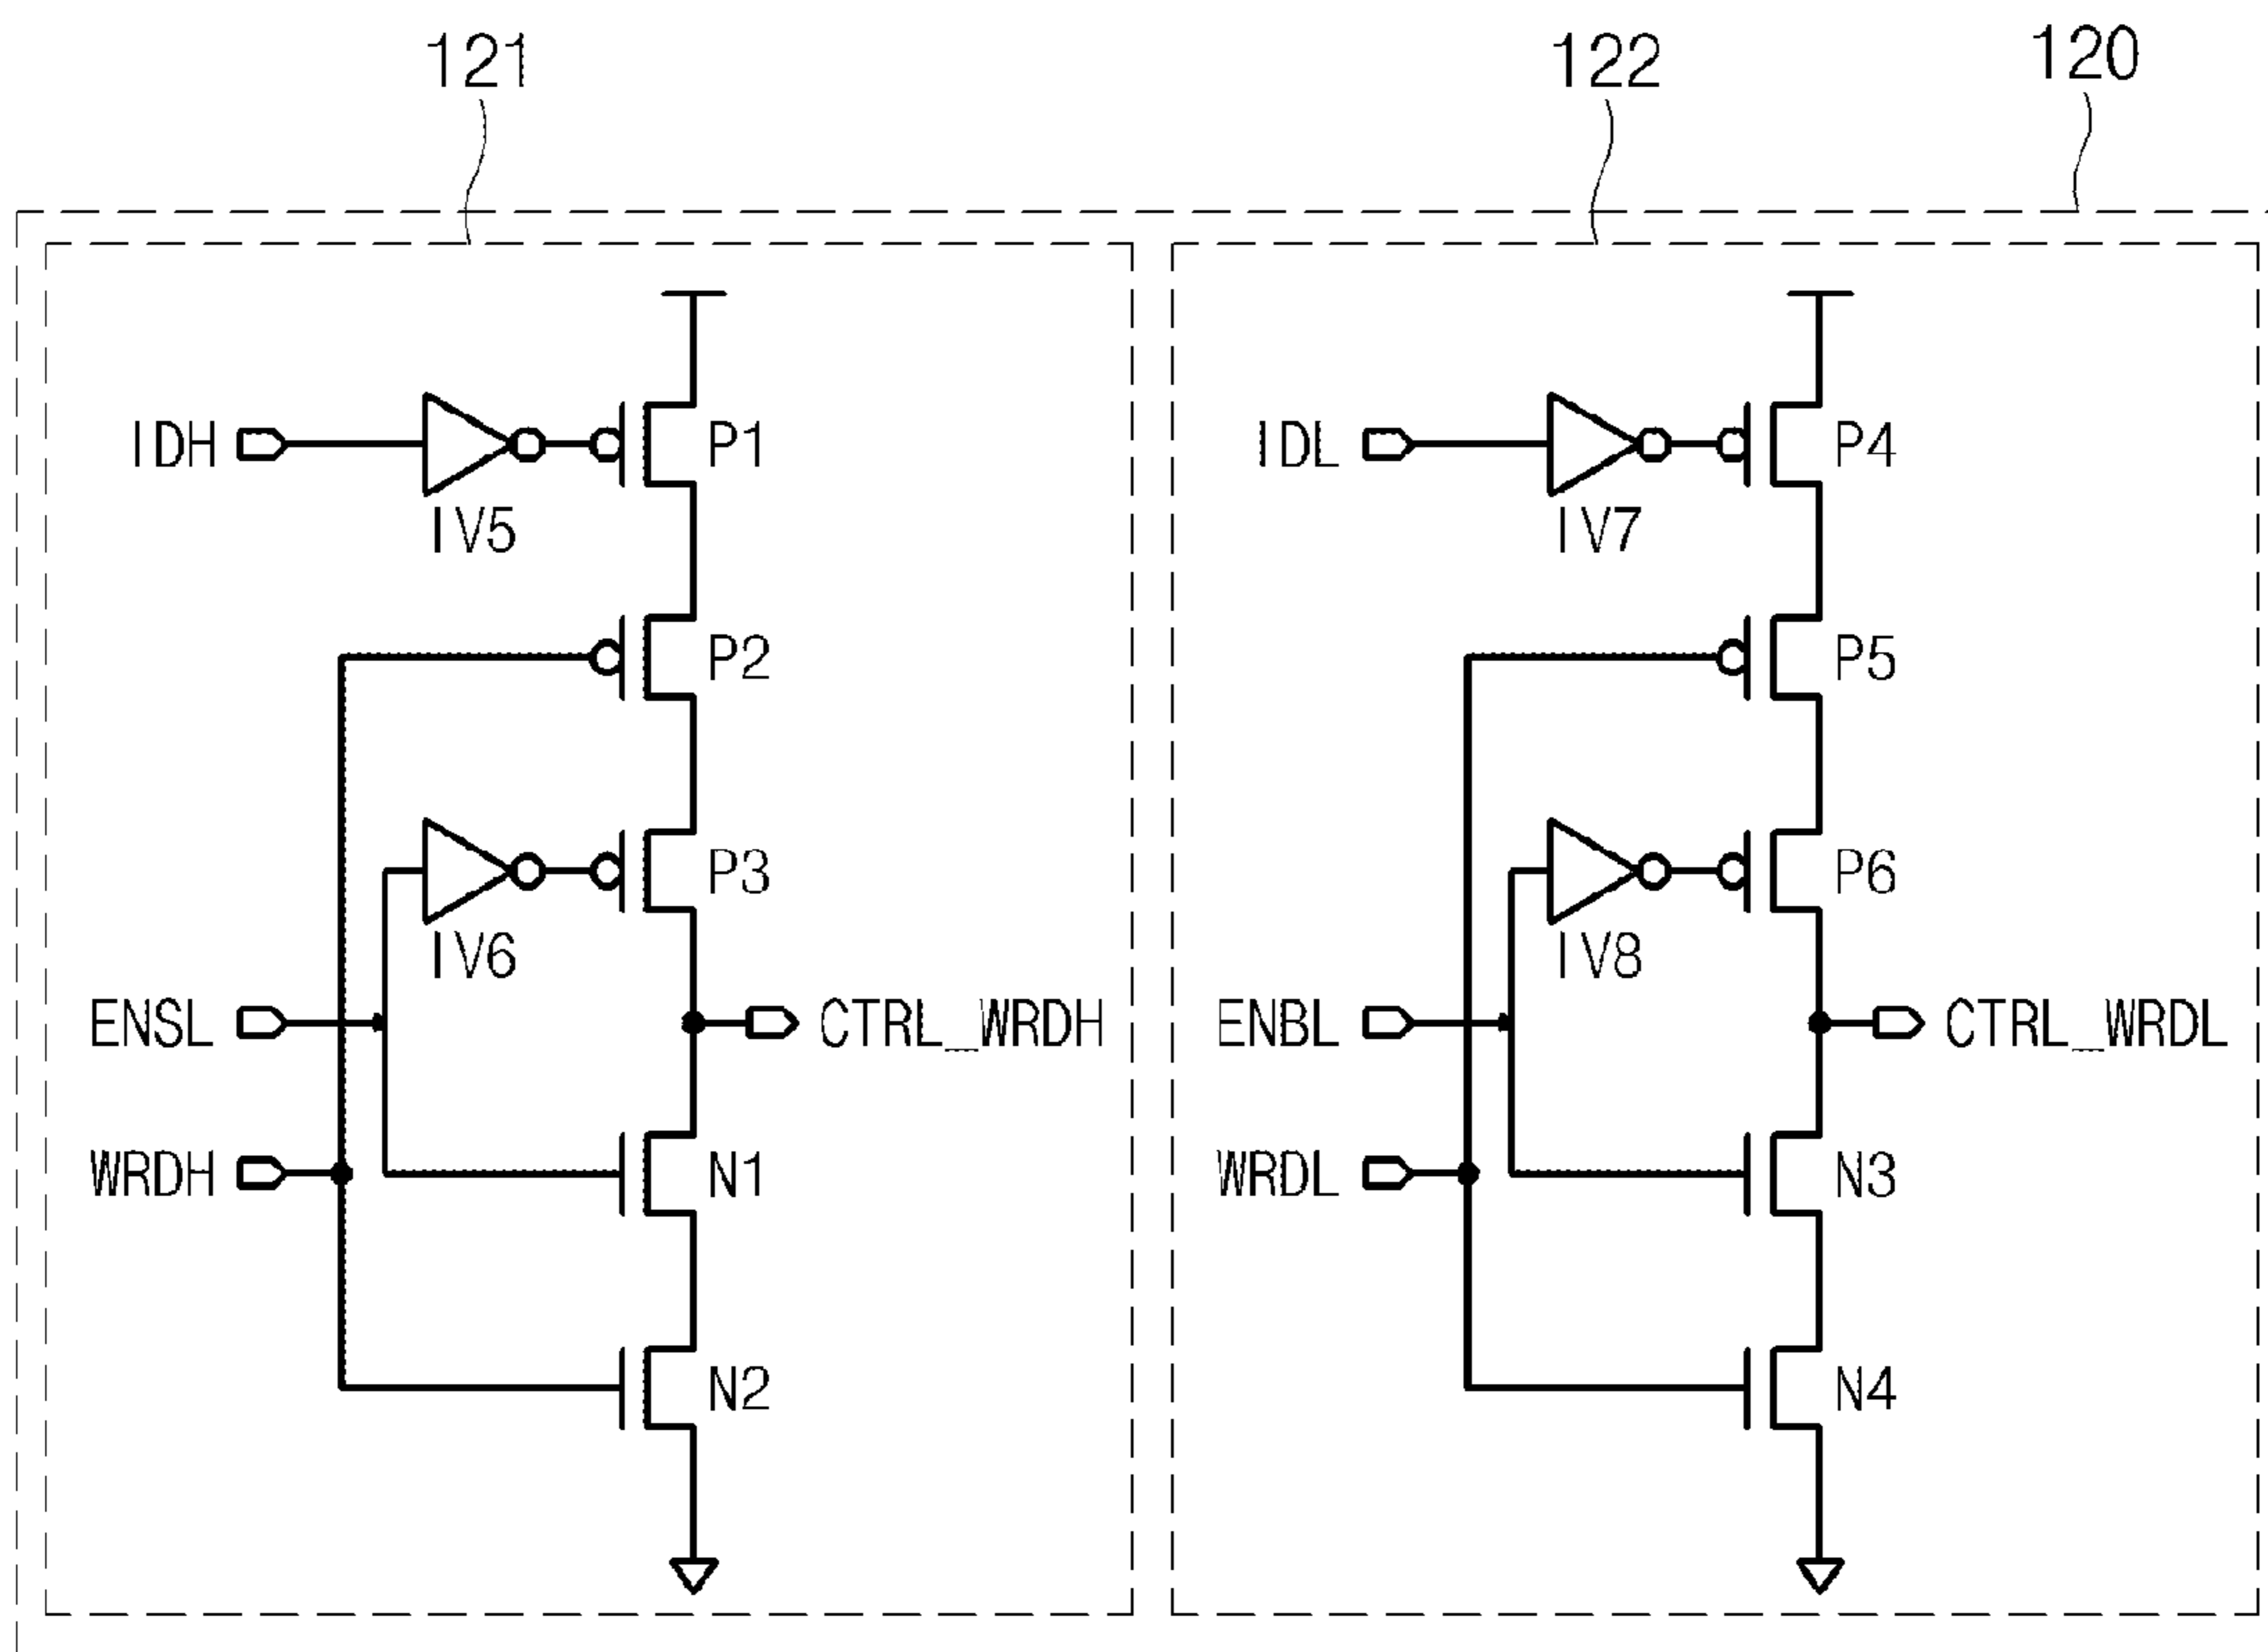 121
122
120
IDH
P1
IV5
P2
P3
IV6
ENSL
CTRL_WRDH
WRDH
N1
N2
IDL
P4
IV7
P5
P6
IV8
ENBL
CTRL_WRDL
WRDL
N3
N4